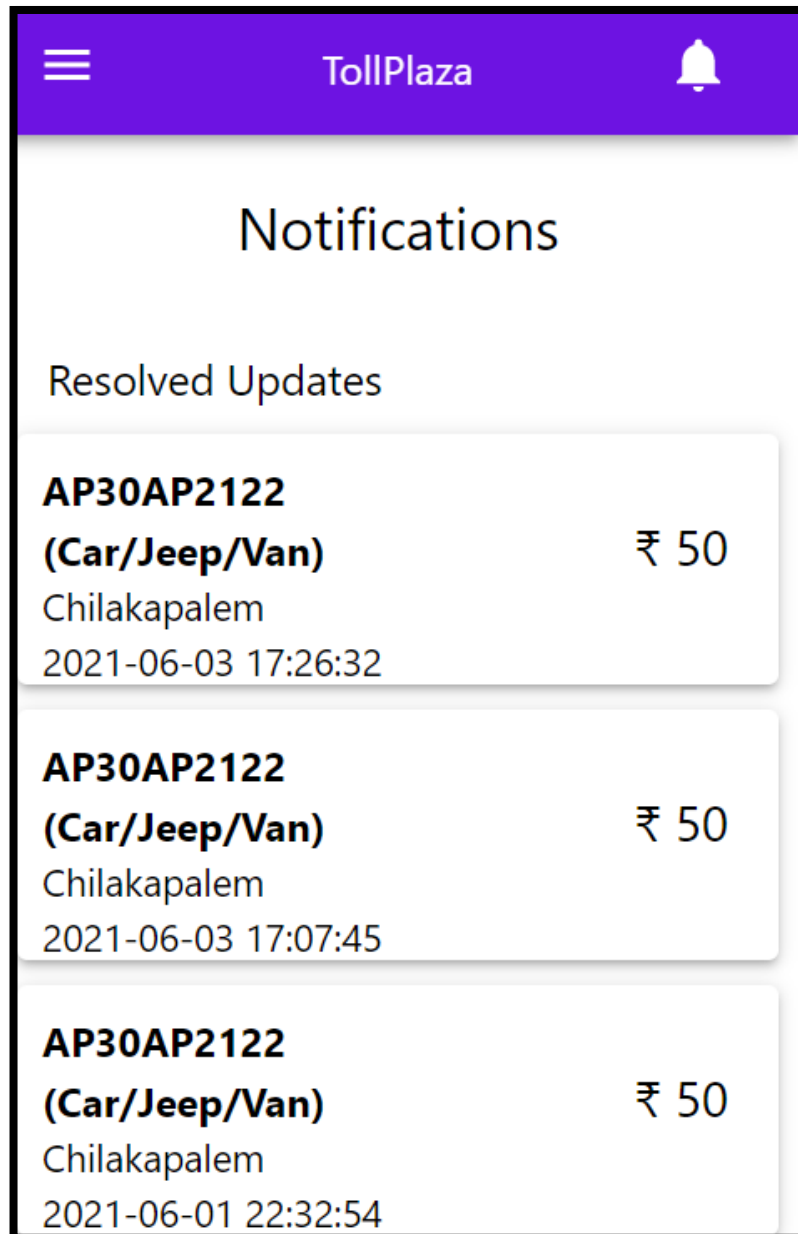 TollPlaza
Notifications
Resolved Updates
AP30AP2122
(Car/Jeep/Van)
₹ 50
Chilakapalem
2021-06-03 17:26:32
AP30AP2122
(Car/Jeep/Van)
₹ 50
Chilakapalem
2021-06-03 17:07:45
AP30AP2122
(Car/Jeep/Van)
₹ 50
Chilakapalem
2021-06-01 22:32:54